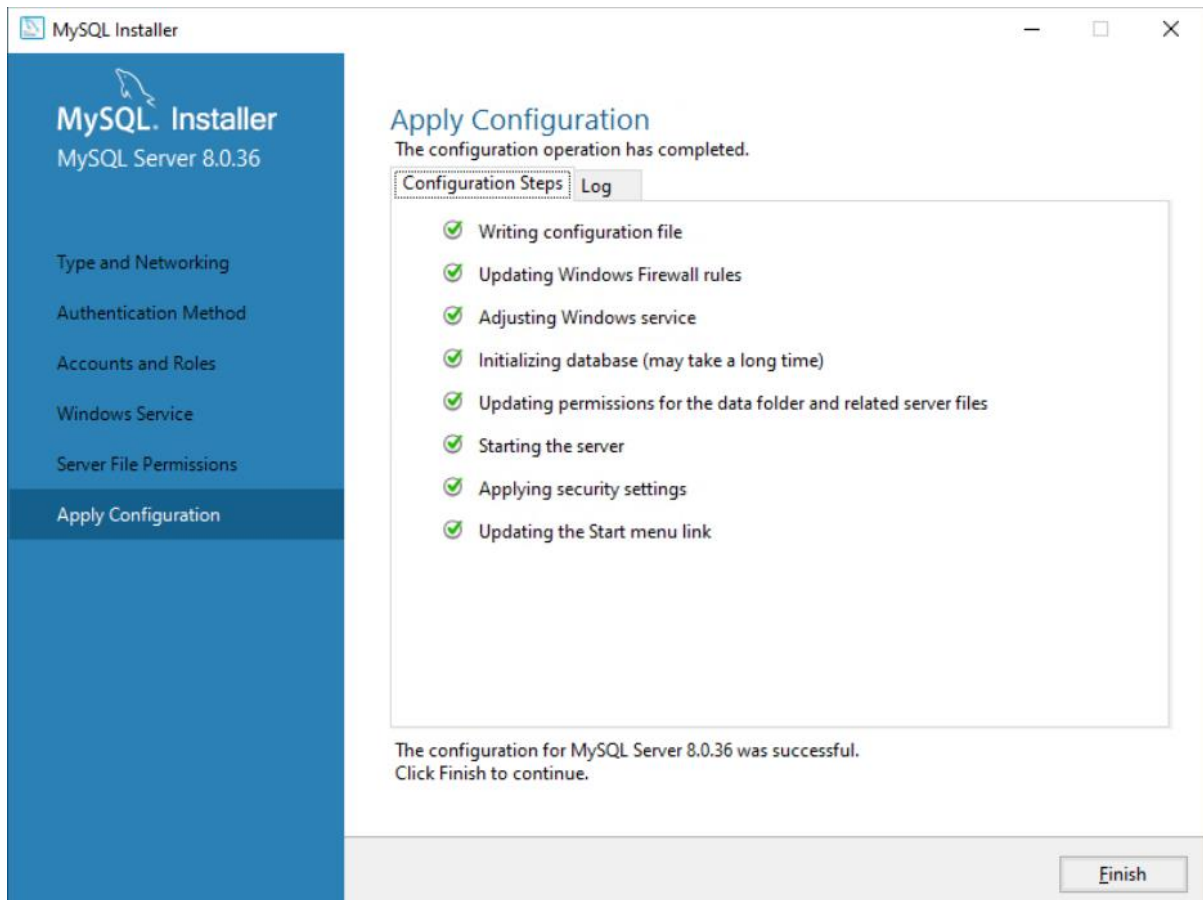 MySQL Installer
MySQL. Installer
MySQL Server 8.0.36
Type and Networking
Authentication Method
Accounts and Roles
Windows Service
Server File Permissions
Apply Configuration
Apply Configuration
The configuration operation has completed.
Configuration Steps Log
Writing configuration file
Updating Windows Firewall rules
Adjusting Windows service
Initializing database (may take a long time)
Updating permissions for the data folder and related server files
Starting the server
Applying security settings
Updating the Start menu link
The configuration for MySQL Server 8.0.36 was successful.
Click Finish to continue.
Finish